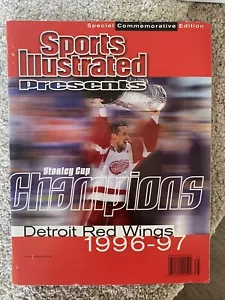 Special Commemorative Edition
Sports
Illustrated
Presents
Stanley Cup
Champions
Detroit Red Wings
1996-97